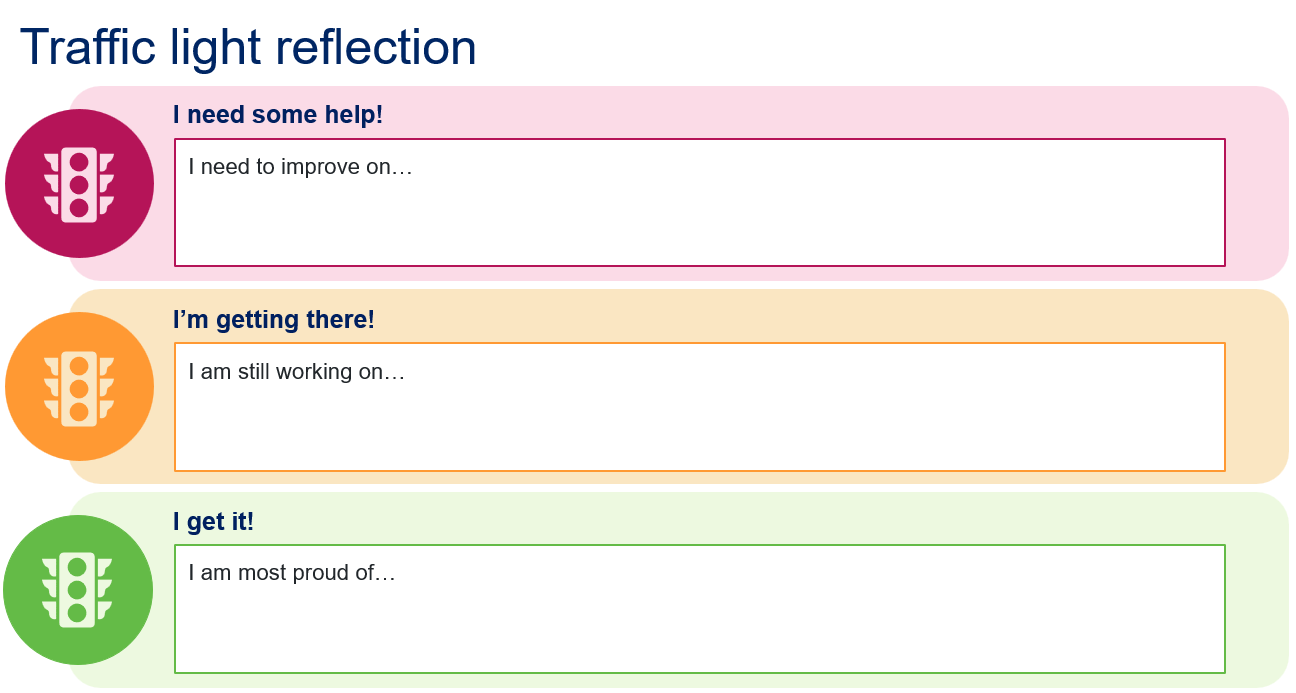 Traffic light reflection
I need some help!
I need to improve on…
I’m getting there!
I am still working on…
I get it!
I am most proud of…